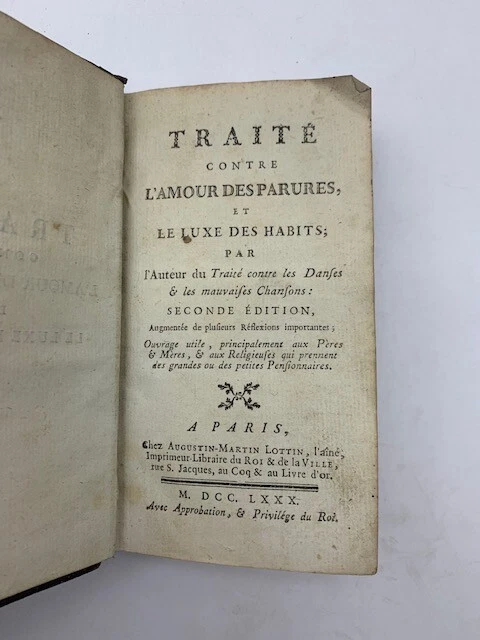 TRAITÉ
CONTRE
L'AMOUR DES PARURES,
ET
LE LUXE DES HABITS;
PAR
l'Auteur du Traité contre les Danſes
& les mauvaiſes Chanſons:
SECONDE ÉDITION,
Augmentée de pluſieurs Réflexions importantes;
Ouvrage utile, principalement aux Pères
& Mères, & aux Religieuſes qui prennent
des grandes ou des petites Penſionnaires.
A PARIS,
Chez AUGUSTIN-MARTIN LOTTIN, l'aîné,
Imprimeur-Libraire du ROI & de la VILLE,
rue S. Jacques, au Coq & au Livre d'or.
M. DCC. LXXX.
Avec Approbation, & Privilége du Roi.